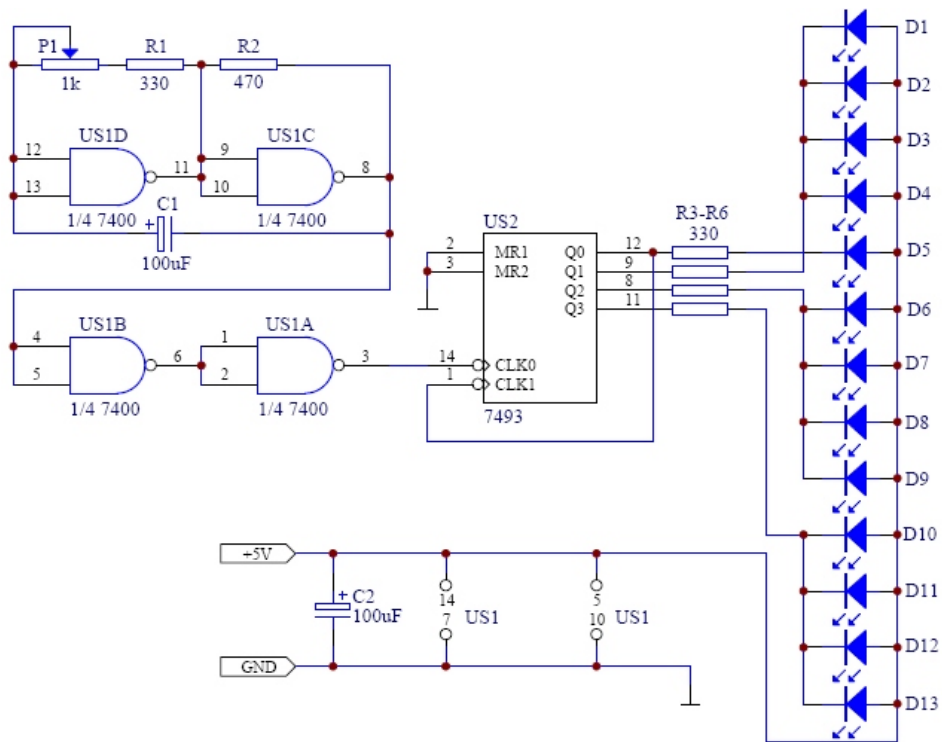 P1
1k
R1
330
R2
470
US1D
12
13
11
1/4 7400
US1C
9
10
8
1/4 7400
C1
+
100uF
US1B
4
5
6
1/4 7400
US1A
1
2
3
1/4 7400
US2
2 MR1
3 MR2
14 CLK0
1 CLK1
Q0 12
Q1 9
Q2 8
Q3 11
7493
R3-R6
330
D1
D2
D3
D4
D5
D6
D7
D8
D9
D10
D11
D12
D13
+5V
GND
+
C2
100uF
14
7
US1
5
10
US1